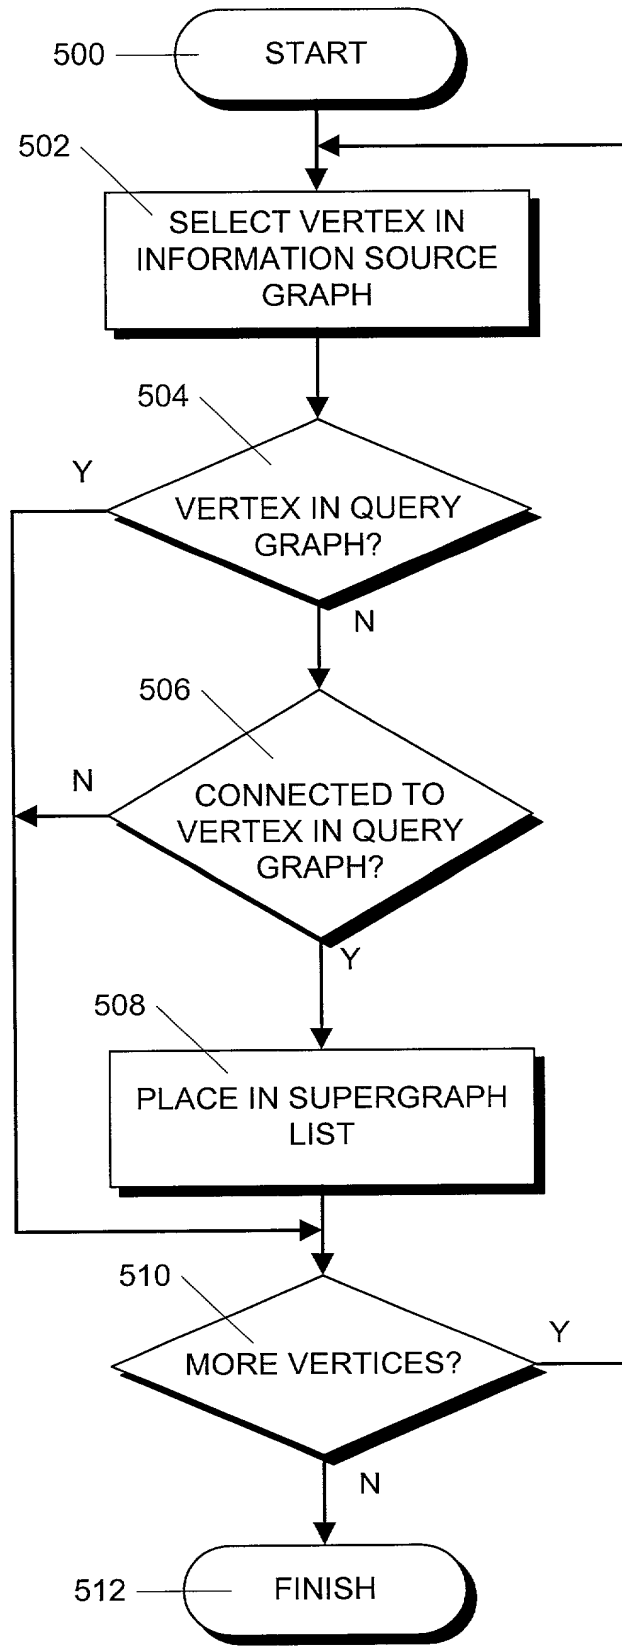 500
START
502
SELECT VERTEX IN
INFORMATION SOURCE
GRAPH
504
Y
VERTEX IN QUERY
GRAPH?
N
506
N
CONNECTED TO
VERTEX IN QUERY
GRAPH?
Y
508
PLACE IN SUPERGRAPH
LIST
510
Y
MORE VERTICES?
N
512
FINISH